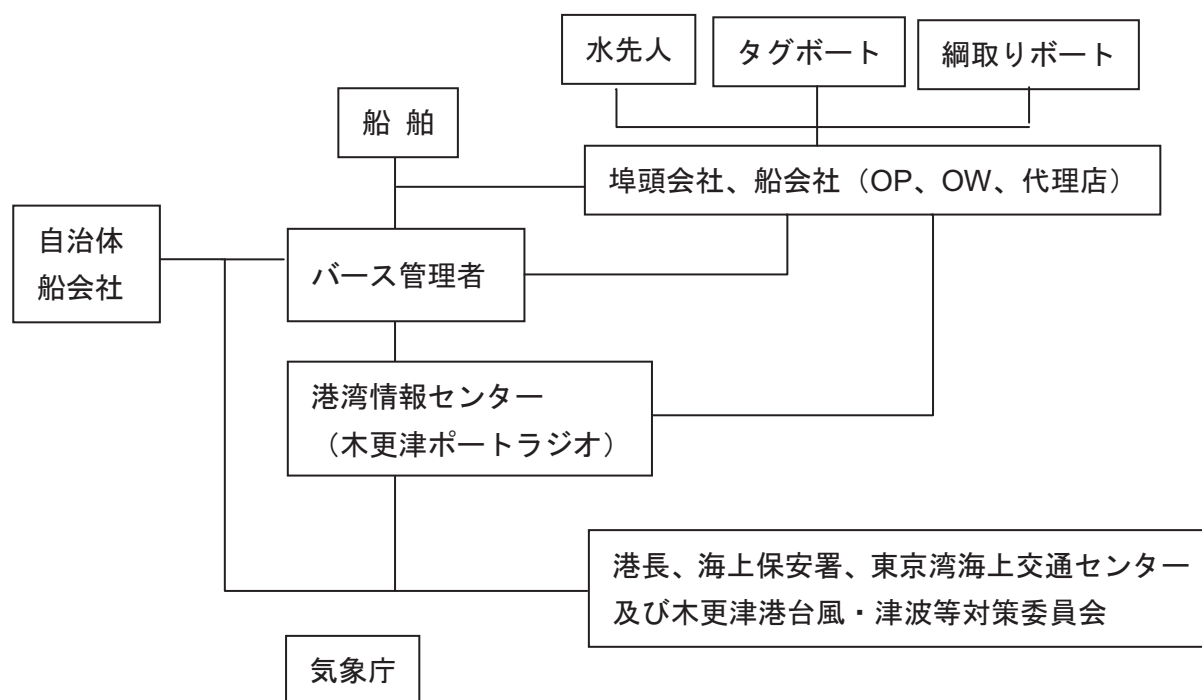 水先人
タグボート
綱取りボート
船 舶
埠頭会社、船会社（OP、OW、代理店）
自治体
船会社
バース管理者
港湾情報センター
（木更津ポートラジオ）
港長、海上保安署、東京湾海上交通センター
及び木更津港台風・津波等対策委員会
気象庁